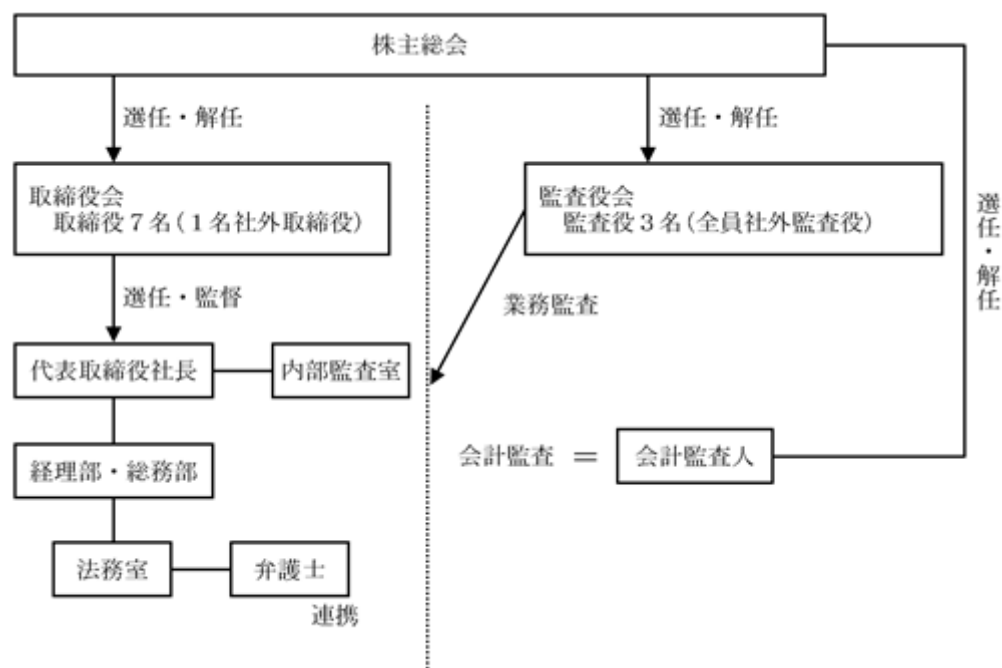 株主総会
選任・解任
選任・解任
取締役会
取締役7名(1名社外取締役)
監査役会
監査役3名(全員社外監査役)
選任・解任
選任・監督
業務監査
代表取締役社長
内部監査室
会計監査 = 会計監査人
経理部・総務部
法務室
弁護士
連携